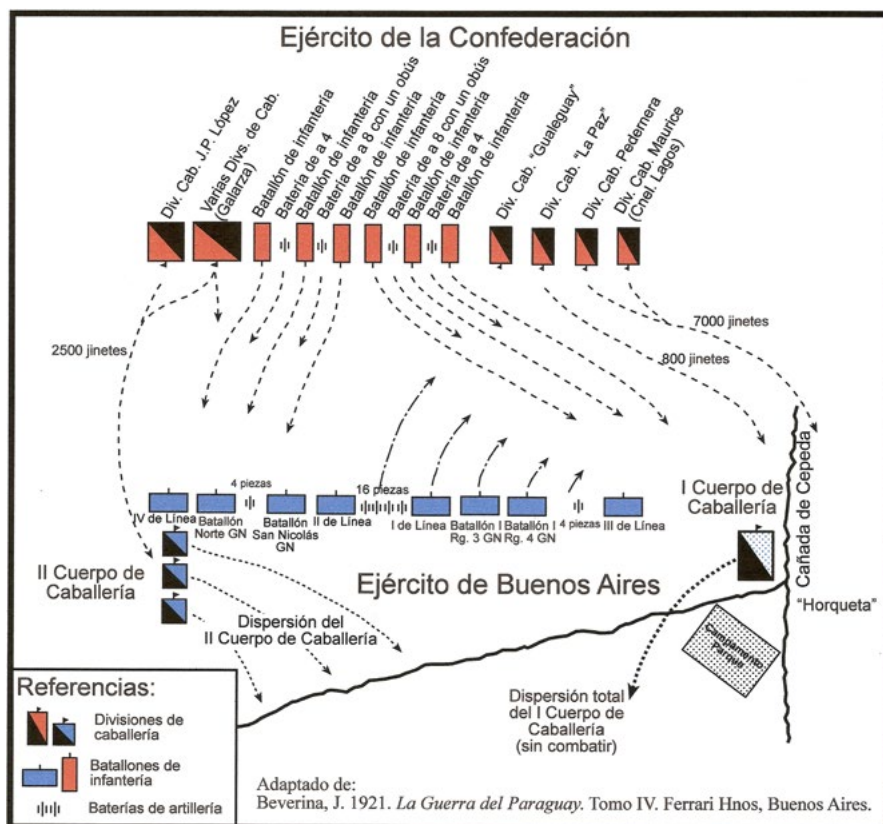 Ejército de la Confederación
Div. Cab. J.P. López
Varias Divs. de Cab.
(Galarza)
Batallón de infantería
Batería de a 4
Batallón de infantería
Batería de a 8 con un obús
Batallón de infantería
Batallón de infantería
Batería de a 8 con un obús
Batallón de infantería
Batería de a 4
Batallón de infantería
Div. Cab. "Gualeguay"
Div. Cab. "La Paz"
Div. Cab. Pedernera
Div. Cab. Maurice
(Cnel. Lagos)
2500 jinetes
7000 jinetes
800 jinetes
4 piezas
16 piezas
IV de Línea
Batallón
Norte GN
Batallón
San Nicolás
GN
II de Línea
I de Línea
Batallón I
Rg. 3 GN
Batallón I
Rg. 4 GN
4 piezas
III de Línea
I Cuerpo de
Caballería
Cañada de Cepeda
II Cuerpo de
Caballería
Ejército de Buenos Aires
"Horqueta"
Dispersión del
II Cuerpo de Caballería
Campamento
Parque
Dispersión total
del I Cuerpo de
Caballería
(sin combatir)
Referencias:
Divisiones de
caballería
Batallones de
infantería
Baterías de artillería
Adaptado de:
Beverina, J. 1921. La Guerra del Paraguay. Tomo IV. Ferrari Hnos, Buenos Aires.